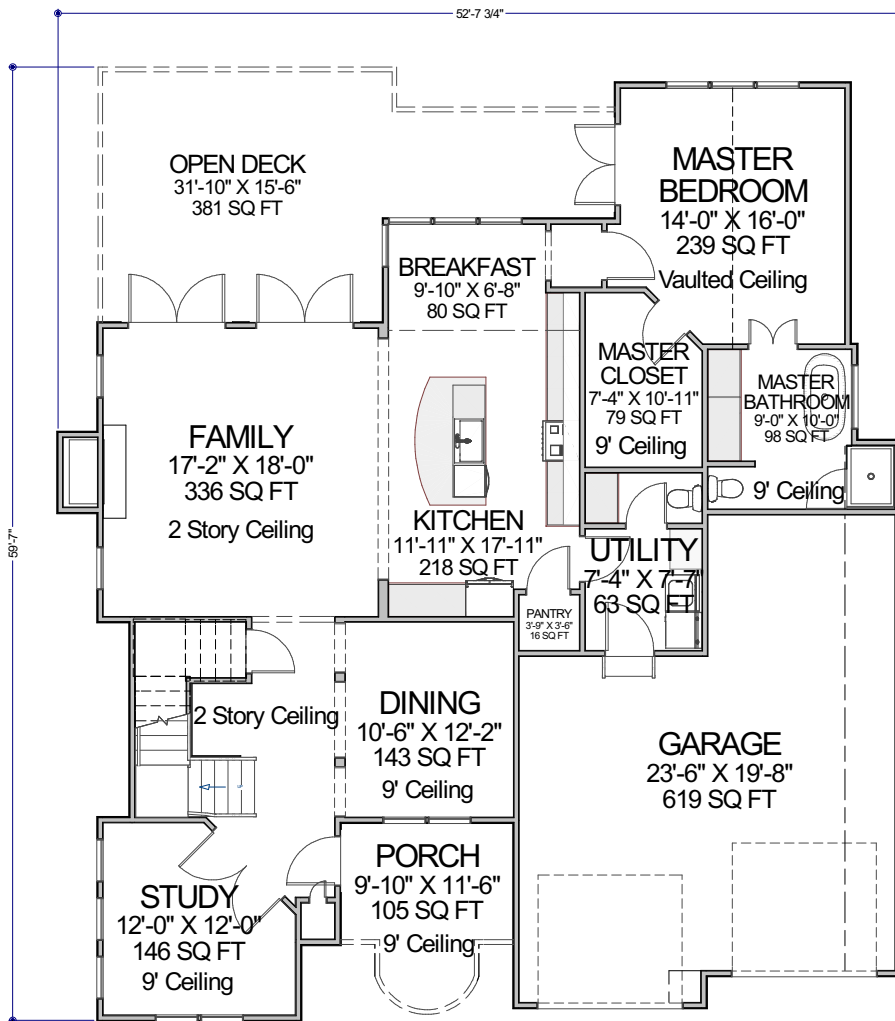 52'-7 3/4"
59'-7"
OPEN DECK
31'-10" X 15'-6"
381 SQ FT
MASTER
BEDROOM
14'-0" X 16'-0"
239 SQ FT
Vaulted Ceiling
BREAKFAST
9'-10" X 6'-8"
80 SQ FT
MASTER
CLOSET
7'-4" X 10'-11"
79 SQ FT
9' Ceiling
MASTER
BATHROOM
9'-0" X 10'-0"
98 SQ FT
9' Ceiling
FAMILY
17'-2" X 18'-0"
336 SQ FT
2 Story Ceiling
KITCHEN
11'-11" X 17'-11"
218 SQ FT
UTILITY
7'-4" X 7'-7"
63 SQ FT
PANTRY
3'-9" X 3'-6"
16 SQ FT
2 Story Ceiling
DINING
10'-6" X 12'-2"
143 SQ FT
9' Ceiling
GARAGE
23'-6" X 19'-8"
619 SQ FT
STUDY
12'-0" X 12'-0"
146 SQ FT
9' Ceiling
PORCH
9'-10" X 11'-6"
105 SQ FT
9' Ceiling